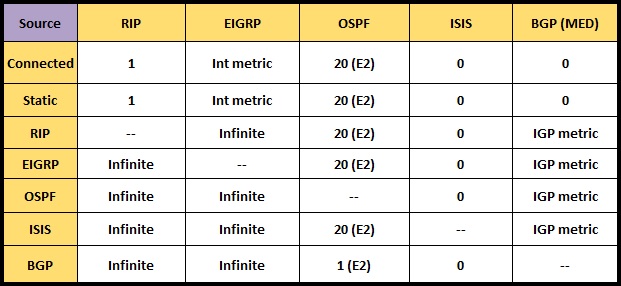 Source RIP EIGRP OSPF ISIS BGP (MED)
Connected 1 Int metric 20 (E2) 0 0
Static 1 Int metric 20 (E2) 0 0
RIP -- Infinite 20 (E2) 0 IGP metric
EIGRP Infinite -- 20 (E2) 0 IGP metric
OSPF Infinite Infinite -- 0 IGP metric
ISIS Infinite Infinite 20 (E2) -- IGP metric
BGP Infinite Infinite 1 (E2) 0 --